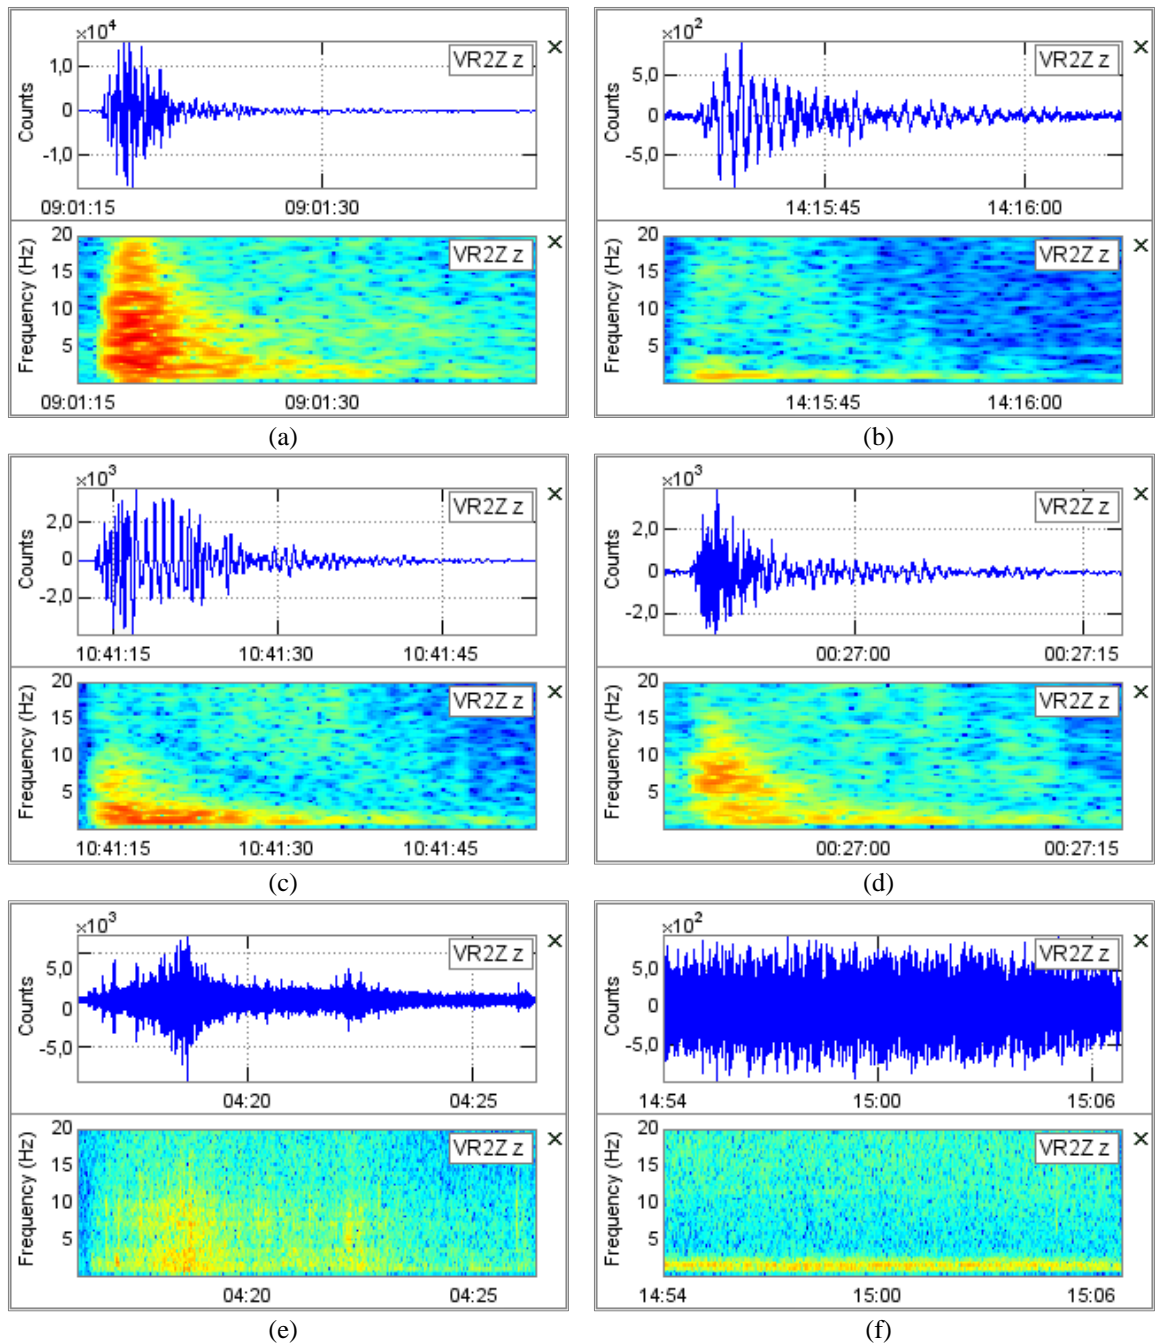 ×10⁴
VR2Z z
×
1,0
0
-1,0
Counts
09:01:15 09:01:30
20
15
10
5
Frequency (Hz)
VR2Z z
×
09:01:15 09:01:30
(a)
×10²
VR2Z z
×
5,0
0
-5,0
Counts
14:15:45 14:16:00
20
15
10
5
Frequency (Hz)
VR2Z z
×
14:15:45 14:16:00
(b)
×10³
VR2Z z
×
2,0
0
-2,0
Counts
10:41:15 10:41:30 10:41:45
20
15
10
5
Frequency (Hz)
VR2Z z
×
10:41:15 10:41:30 10:41:45
(c)
×10³
VR2Z z
×
2,0
0
-2,0
Counts
00:27:00 00:27:15
20
15
10
5
Frequency (Hz)
VR2Z z
×
00:27:00 00:27:15
(d)
×10³
VR2Z z
×
5,0
0
-5,0
Counts
04:20 04:25
20
15
10
5
Frequency (Hz)
VR2Z z
×
04:20 04:25
(e)
×10²
VR2Z z
×
5,0
0
-5,0
Counts
14:54 15:00 15:06
20
15
10
5
Frequency (Hz)
VR2Z z
×
14:54 15:00 15:06
(f)